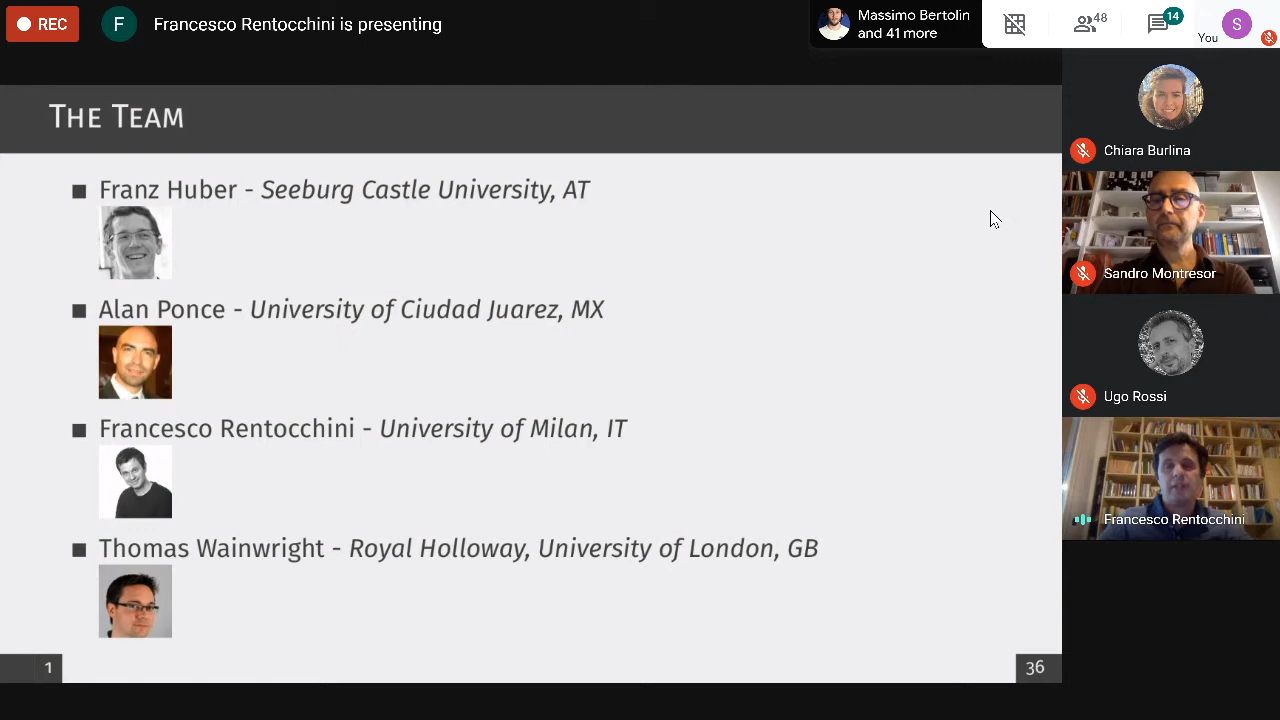 REC
F
Francesco Rentocchini is presenting
Massimo Bertolin
and 41 more
48
14
You
S
THE TEAM
Franz Huber - Seeburg Castle University, AT
Alan Ponce - University of Ciudad Juarez, MX
Francesco Rentocchini - University of Milan, IT
Thomas Wainwright - Royal Holloway, University of London, GB
1
36
Chiara Burlina
Sandro Montresor
Ugo Rossi
Francesco Rentocchini